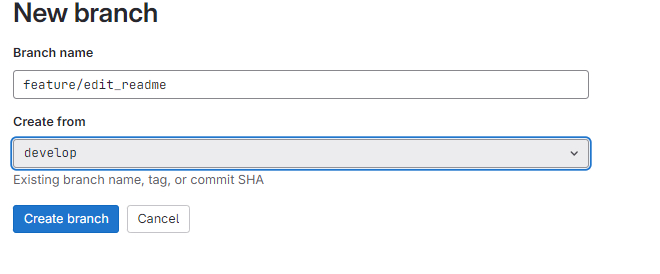 New branch
Branch name
feature/edit_readme
Create from
develop
Existing branch name, tag, or commit SHA
Create branch Cancel